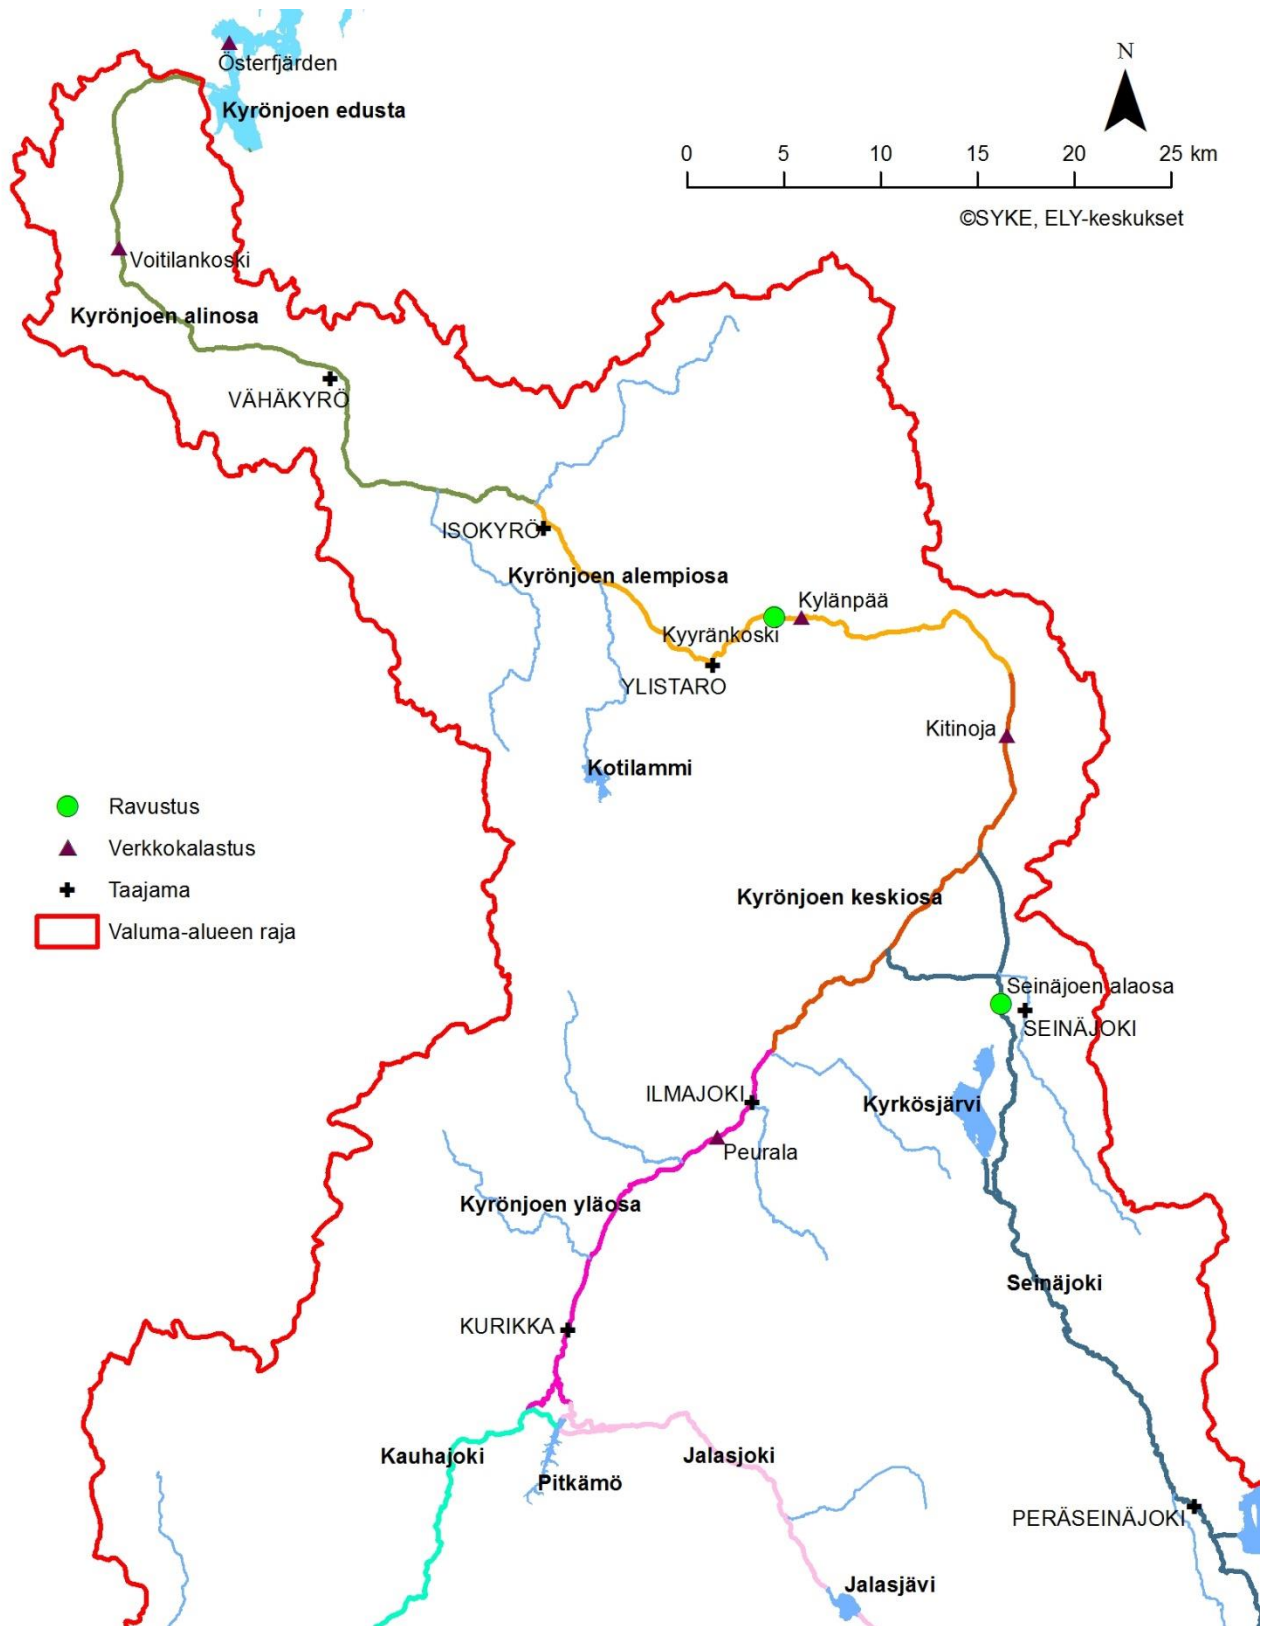 Österfjärden
N
Kyrönjoen edusta
0 5 10 15 20 25 km
©SYKE, ELY-keskukset
Voitilankoski
Kyrönjoen alinosa
VÄHÄKYRÖ
ISOKYRÖ
Kyrönjoen alempiosa
Kylänpää
Kyyränkoski
YLISTARO
Kitinoja
Kotilammi
Ravustus
Verkkokalastus
Taajama
Valuma-alueen raja
Kyrönjoen keskiosa
Seinäjoen alaosa
SEINÄJOKI
ILMAJOKI
Kyrkösjärvi
Peurala
Kyrönjoen yläosa
Seinäjoki
KURIKKA
Kauhajoki
Jalasjoki
Pitkämö
PERÄSEINÄJOKI
Jalasjävi